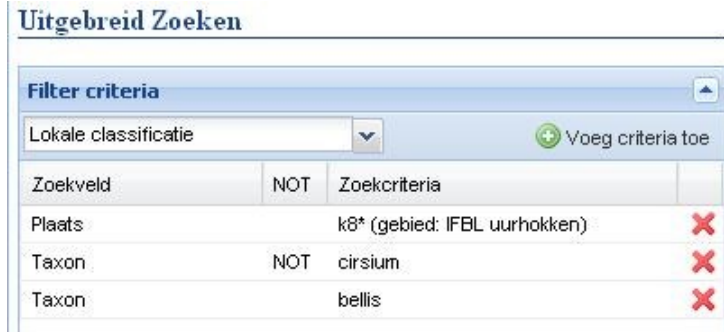 Uitgebreid Zoeken
Filter criteria
Lokale classificatie Voeg criteria toe
Zoekveld NOT Zoekcriteria
Plaats k8* (gebied: IFBL uurhokken)
Taxon NOT cirsium
Taxon bellis